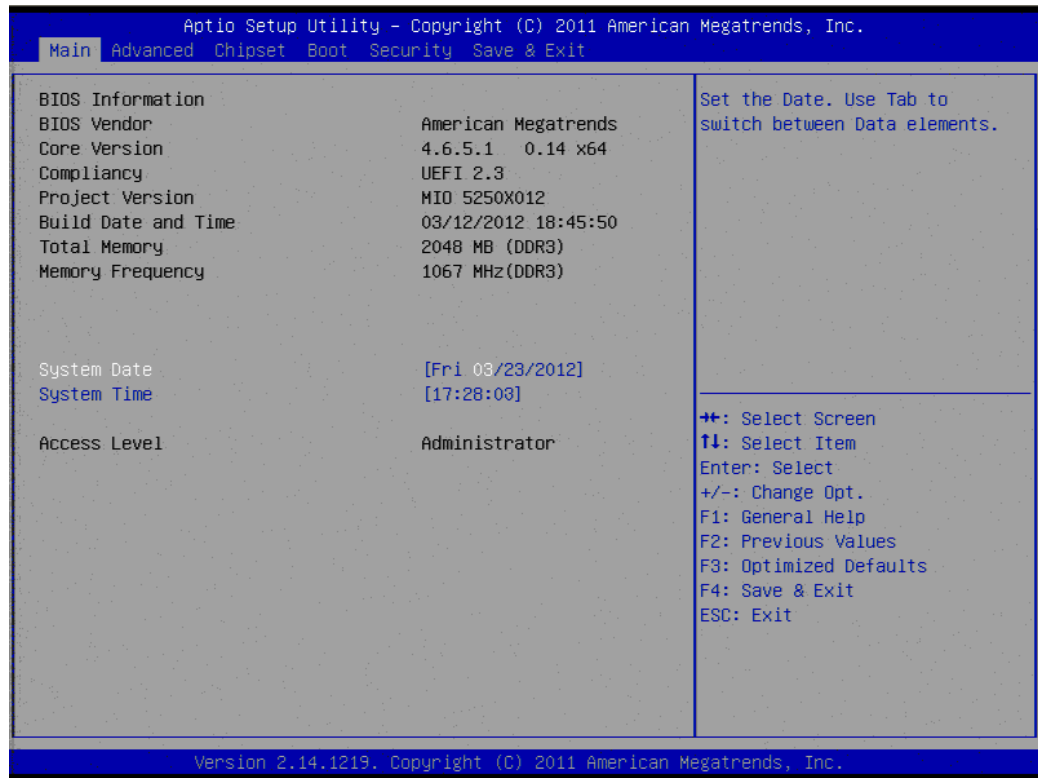 Aptio Setup Utility – Copyright (C) 2011 American Megatrends, Inc.
Main Advanced Chipset Boot Security Save & Exit
BIOS Information
BIOS Vendor American Megatrends
Core Version 4.6.5.1 0.14 x64
Compliancy UEFI 2.3
Project Version MIO 5250X012
Build Date and Time 03/12/2012 18:45:50
Total Memory 2048 MB (DDR3)
Memory Frequency 1067 MHz(DDR3)
System Date [Fri 03/23/2012]
System Time [17:28:03]
Access Level Administrator
Set the Date. Use Tab to
switch between Data elements.
→←: Select Screen
↑↓: Select Item
Enter: Select
+/-: Change Opt.
F1: General Help
F2: Previous Values
F3: Optimized Defaults
F4: Save & Exit
ESC: Exit
Version 2.14.1219. Copyright (C) 2011 American Megatrends, Inc.